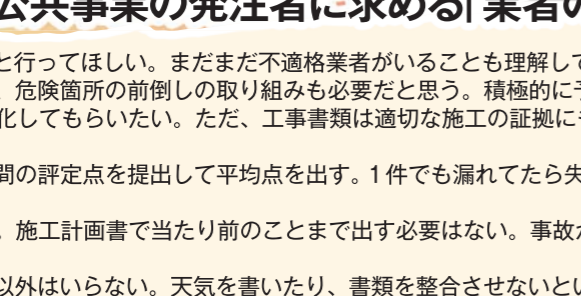 公共事業の発注者に求める「業者の
と行ってほしい。まだまだ不適格業者がいることも理解して
危険箇所の前倒しの取り組みも必要だと思う。積極的に
化してもらいたい。ただ、工事書類は適切な施工の証拠に
間の評定点を提出して平均点を出す。1件でも漏れてたら失
。施工計画書で当たり前のことまで出す必要はない。事故が
以外はいらない。天気を書いたり、書類を整合させないとい